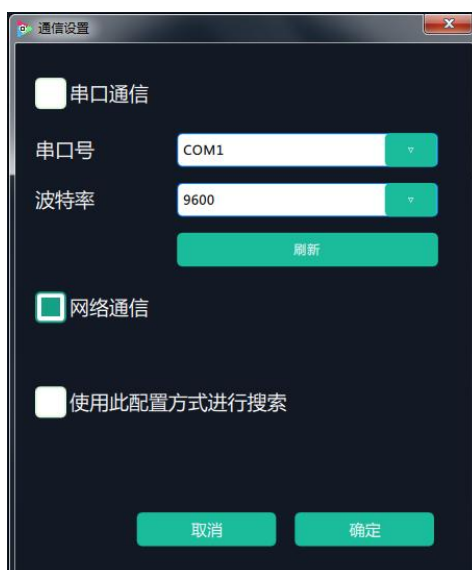 通信设置
串口通信
串口号 COM1
波特率 9600
刷新
网络通信
使用此配置方式进行搜索
取消 确定